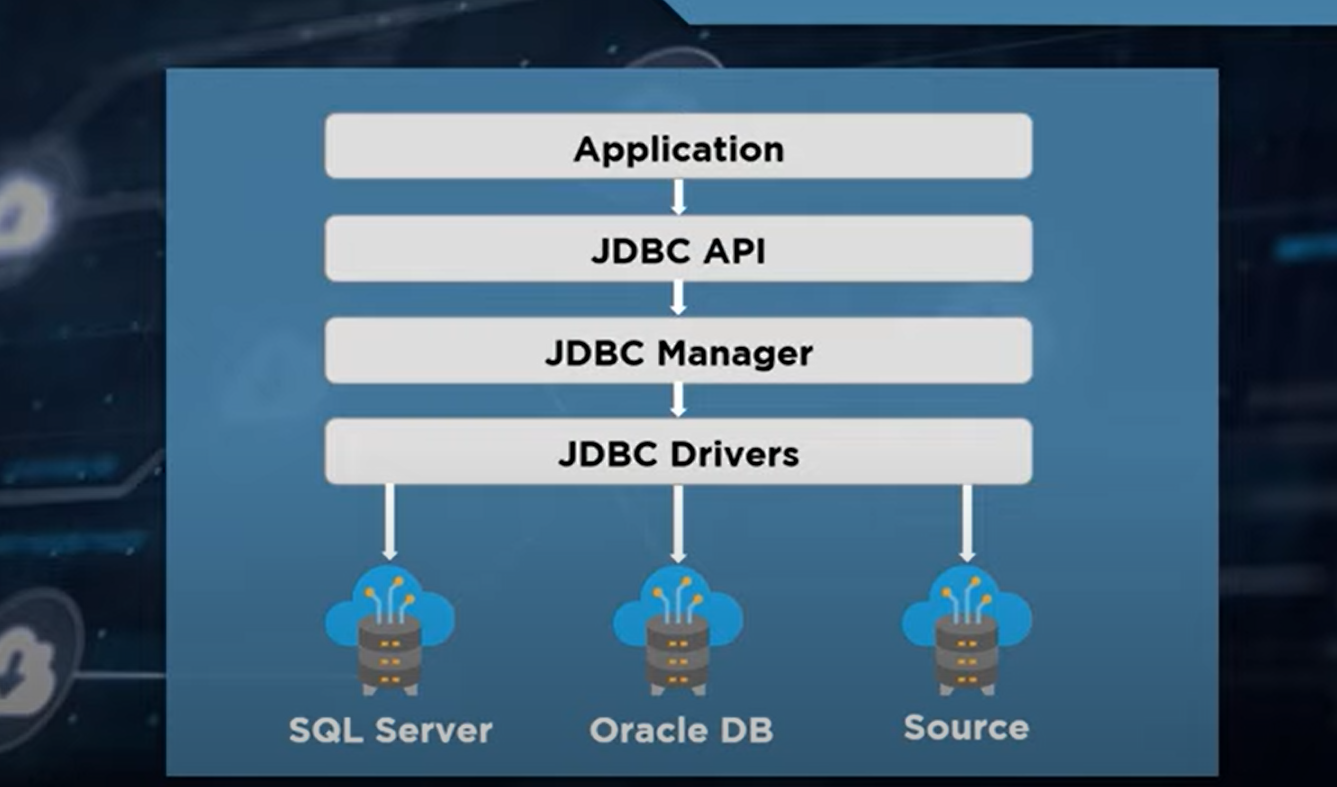 Application
JDBC API
JDBC Manager
JDBC Drivers
SQL Server
Oracle DB
Source